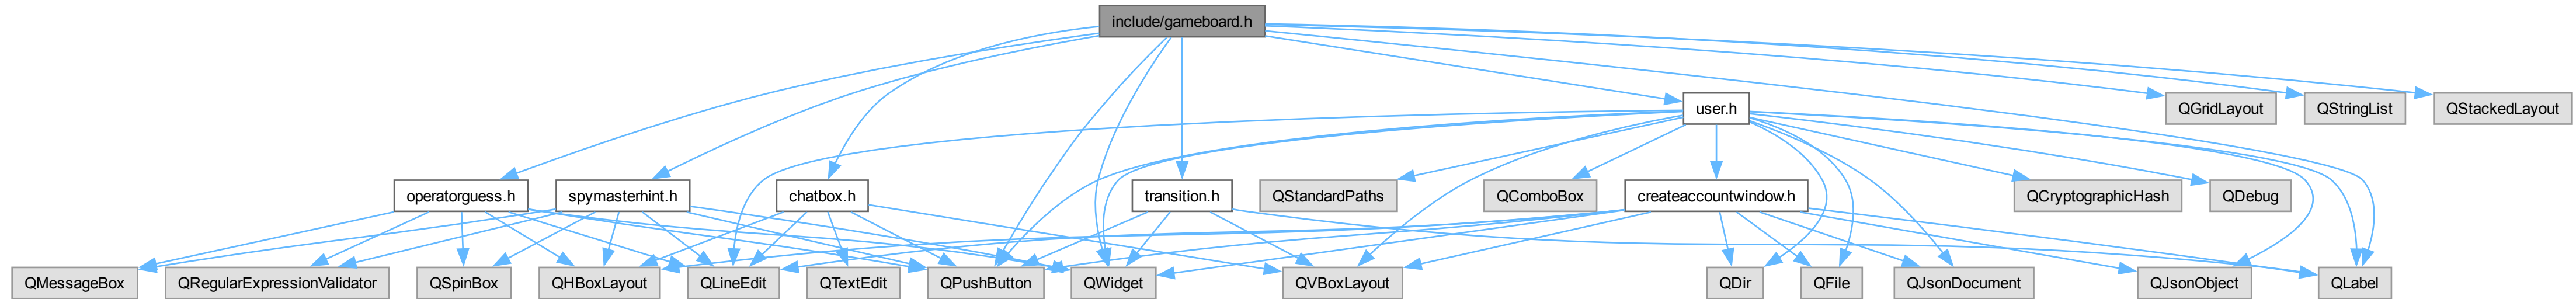 include/gameboard.h
user.h
QGridLayout
QStringList
QStackedLayout
operatorguess.h
spymasterhint.h
chatbox.h
transition.h
QStandardPaths
QComboBox
createaccountwindow.h
QCryptographicHash
QDebug
QMessageBox
QRegularExpressionValidator
QSpinBox
QHBoxLayout
QLineEdit
QTextEdit
QPushButton
QWidget
QVBoxLayout
QDir
QFile
QJsonDocument
QJsonObject
QLabel